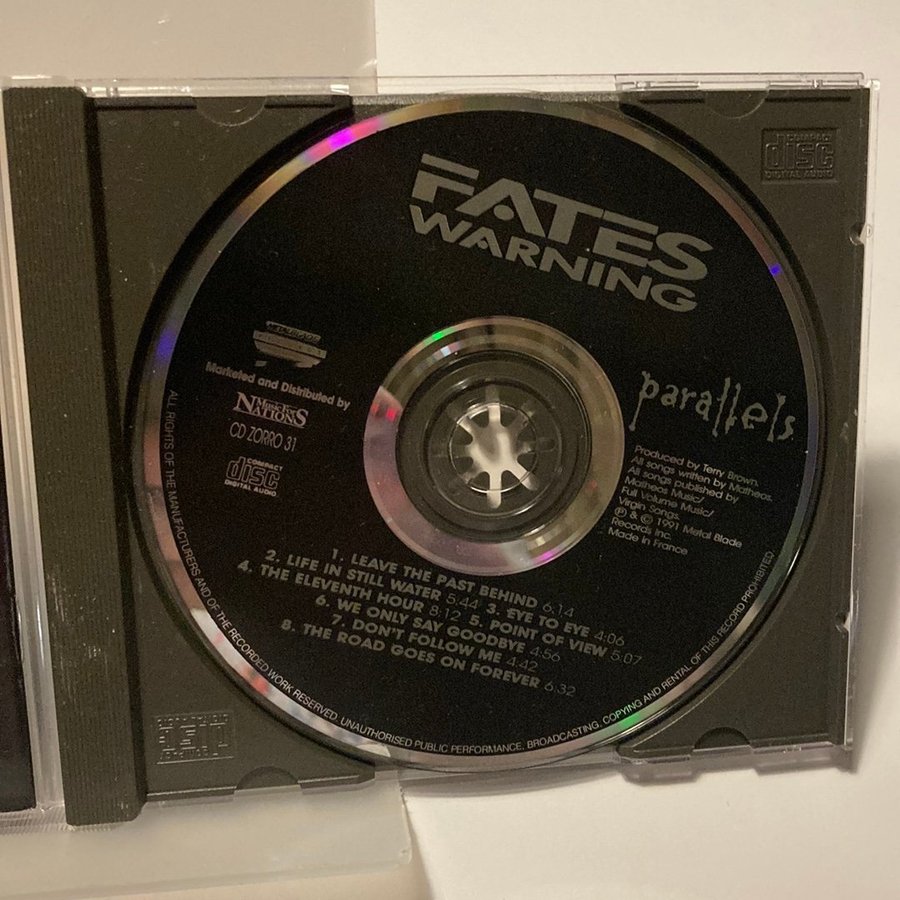 COMPACT
disc
DIGITAL AUDIO
FATES
WARNING
parallels
Produced by Terry Brown.
All songs written by Matheos.
All songs published by
Matheos Music/
Full Volume Music/
Virgin Songs.
℗ & © 1991 Metal Blade
Records Inc.
Made in France
METAL BLADE
Marketed and Distributed by
Music For
NATIONS
CD ZORRO 31
COMPACT
disc
DIGITAL AUDIO
1. LEAVE THE PAST BEHIND 6.14
2. LIFE IN STILL WATER 5:44 3. EYE TO EYE 4:06
4. THE ELEVENTH HOUR 8:12 5. POINT OF VIEW 5:07
6. WE ONLY SAY GOODBYE 4:56
7. DON'T FOLLOW ME 4:42
8. THE ROAD GOES ON FOREVER 6.32
ALL RIGHTS OF THE MANUFACTURERS AND OF THE RECORDED WORK RESERVED. UNAUTHORISED PUBLIC PERFORMANCE, BROADCASTING, COPYING AND RENTAL OF THIS RECORD PROHIBITED